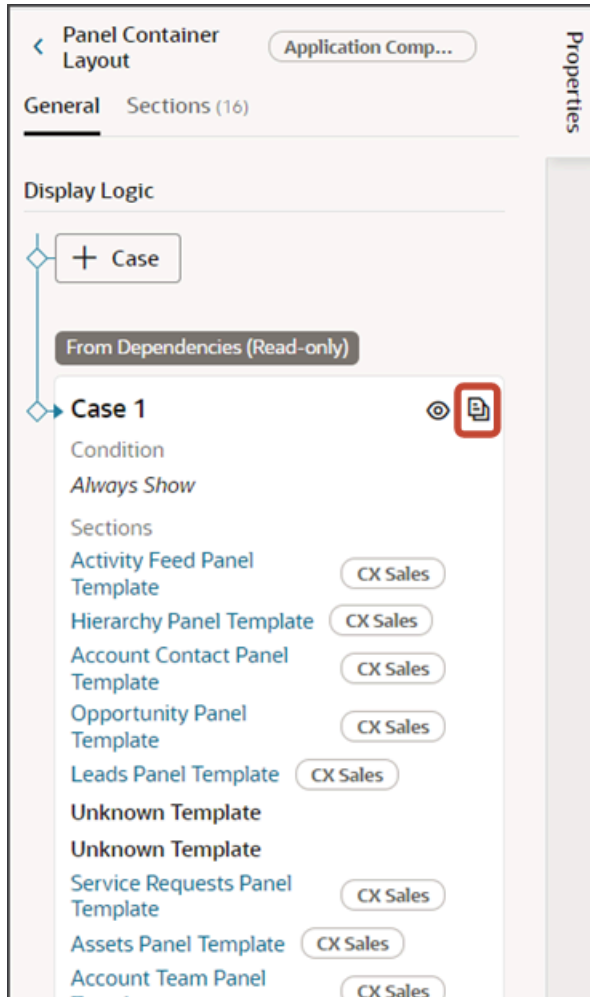 Panel Container
Layout
Application Comp...
Properties
General
Sections (16)
Display Logic
+ Case
From Dependencies (Read-only)
Case 1
Condition
Always Show
Sections
Activity Feed Panel
Template
CX Sales
Hierarchy Panel Template
CX Sales
Account Contact Panel
Template
CX Sales
Opportunity Panel
Template
CX Sales
Leads Panel Template
CX Sales
Unknown Template
Unknown Template
Service Requests Panel
Template
CX Sales
Assets Panel Template
CX Sales
Account Team Panel
CX Sales